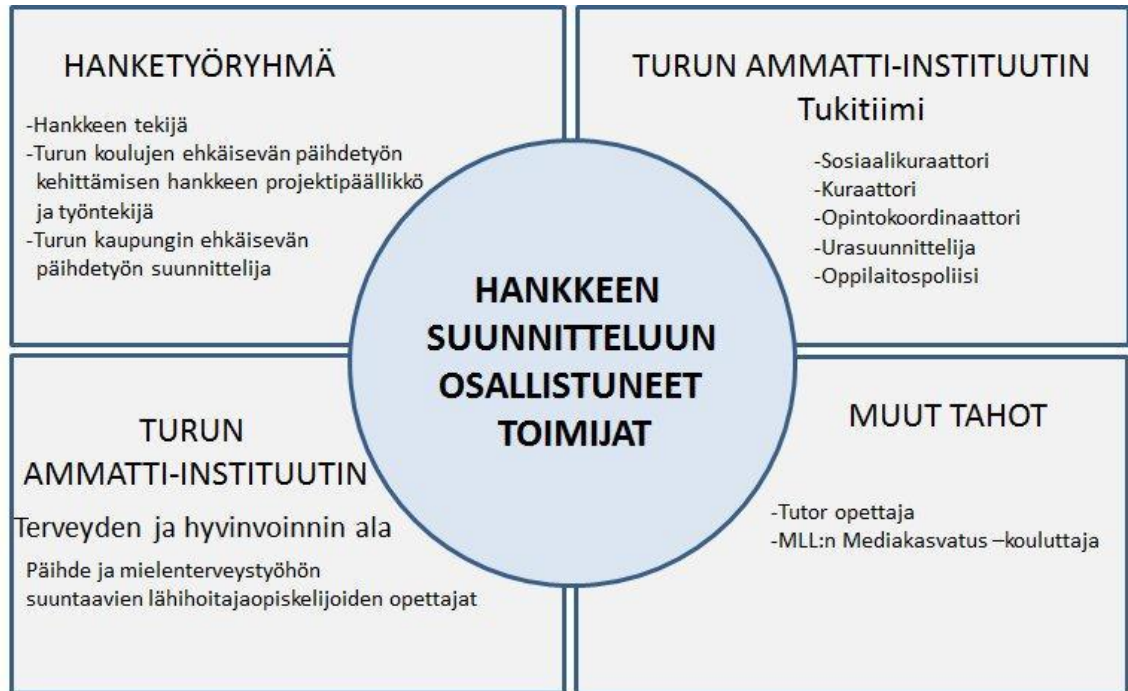 HANKETYÖRYHMÄ
-Hankkeen tekijä
-Turun koulujen ehkäisevän päihdetyön
kehittämisen hankkeen projektipäällikkö
ja työntekijä
-Turun kaupungin ehkäisevän
päihdetyön suunnittelija
TURUN AMMATTI-INSTITUUTIN
Tukitiimi
-Sosiaalikuraattori
-Kuraattori
-Opintokoordinaattori
-Urasuunnittelija
-Oppilaitospoliisi
HANKKEEN
SUUNNITTELUUN
OSALLISTUNEET
TOIMIJAT
TURUN
AMMATTI-INSTITUUTIN
Terveyden ja hyvinvoinnin ala
Päihde ja mielenterveystyöhön
suuntaavien lähihoitajaopiskelijoiden opettajat
MUUT TAHOT
-Tutor opettaja
-MLL:n Mediakasvatus –kouluttaja